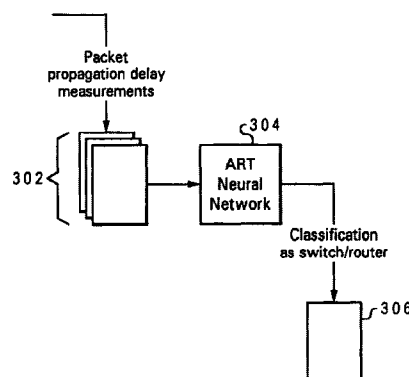 Packet
propagation delay
measurements
302
304
ART
Neural
Network
Classification
as switch/router
306